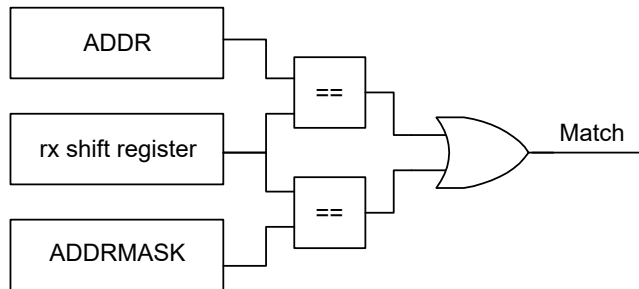 ADDR
==
rx shift register
Match
==
ADDRMASK